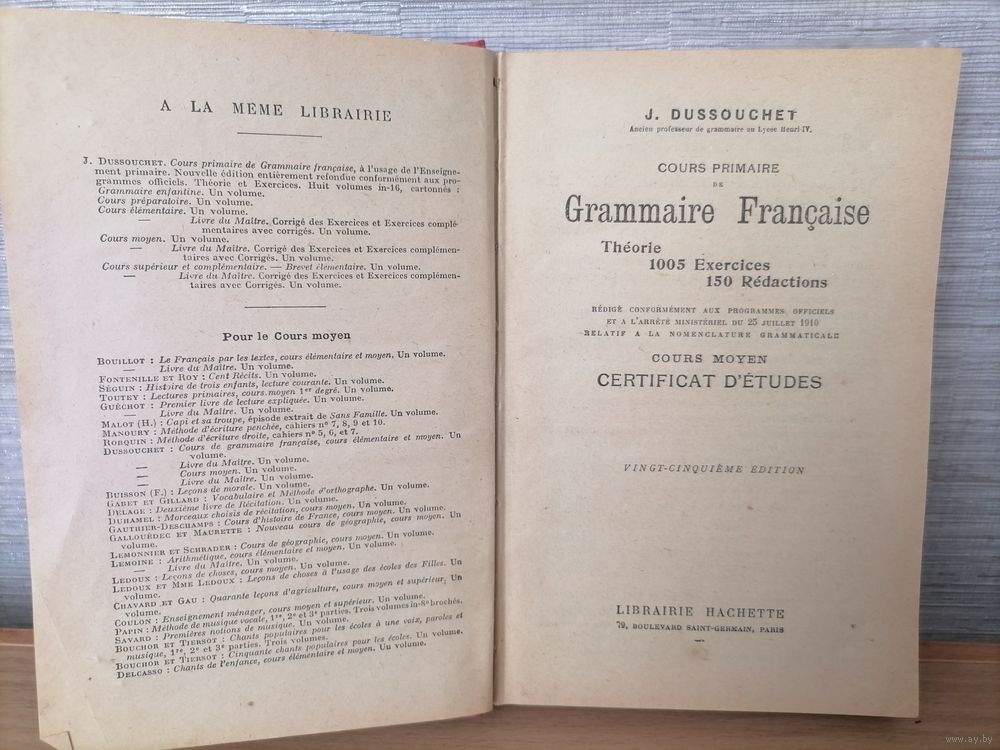 A LA MEME LIBRAIRIE
J. DUSSOUCHET. Cours primaire de Grammaire française, à l'usage de l'Enseigne-
ment primaire. Nouvelle édition entièrement refondue conformément aux pro-
grammes officiels. Théorie et Exercices. Huit volumes in-16, cartonnés :
Grammaire enfantine. Un volume.
Cours préparatoire. Un volume.
Cours élémentaire. Un volume.
— Livre du Maître. Corrigé des Exercices et Exercices complé-
mentaires avec corrigés. Un volume.
Cours moyen. Un volume.
— Livre du Maître. Corrigé des Exercices et Exercices complémen-
taires avec Corrigés. Un volume.
Cours supérieur et complémentaire. — Brevet élémentaire. Un volume.
— Livre du Maître. Corrigé des Exercices et Exercices complémen-
taires avec Corrigés. Un volume.
Pour le Cours moyen
BOUILLOT : Le Français par les textes, cours élémentaire et moyen. Un volume.
— Livre du Maître. Un volume.
FONTENILLE ET ROY : Cent Récits. Un volume.
SÉGUIN : Histoire de trois enfants, lecture courante. Un volume.
TOUTEY : Lectures primaires, cours moyen 1er degré. Un volume.
GUÉCHOT : Premier livre de lecture expliquée. Un volume.
— Livre du Maître. Un volume.
MALOT (H.) : Capi et sa troupe, épisode extrait de Sans Famille. Un volume.
MANOURY : Méthode d'écriture penchée, cahiers nº 7, 8, 9 et 10.
ROBQUIN : Méthode d'écriture droite, cahiers nº 5, 6, et 7.
DUSSOUCHET : Cours de grammaire française, cours élémentaire et moyen. Un
volume.
— Livre du Maître. Un volume.
— Cours moyen. Un volume.
— Livre du Maître. Un volume.
BUISSON (F.) : Leçons de morale. Un volume.
GABET ET GILLARD : Vocabulaire et Méthode d'orthographe. Un volume.
DELAGE : Deuxième livre de Récitation. Un volume.
DUHAMEL : Morceaux choisis de récitation, cours moyen. Un volume.
GAUTHIER-DESCHAMPS : Cours d'histoire de France, cours moyen. Un volume.
GALLOUÉDEC ET MAURETTE : Nouveau cours de géographie, cours moyen. Un
volume.
LEMONNIER ET SCHRADER : Cours de géographie, cours moyen. Un volume.
LEMOINE : Arithmétique, cours élémentaire et moyen. Un volume.
— Livre du Maître. Un volume.
LEDOUX : Leçons de choses, cours moyen. Un volume.
LEDOUX ET MME LEDOUX : Leçons de choses à l'usage des écoles des Filles. Un
volume.
CHAVARD ET GAU : Quarante leçons d'agriculture, cours moyen et supérieur. Un
volume.
COULON : Enseignement ménager, cours moyen et supérieur. Un volume.
PAPIN : Méthode de musique vocale, 1re, 2e et 3e parties. Trois volumes in-8º brochés.
SAVARD : Premières notions de musique. Un volume.
BOUCHOR ET TIERSOT : Chants populaires pour les écoles à une voix, paroles et
musique, 1re, 2e et 3e parties. Trois volumes.
BOUCHOR ET TIERSOT : Cinquante chants populaires pour les écoles. Un volume.
DELCASSO : Chants de l'enfance, cours élémentaire et moyen. Un volume.
J. DUSSOUCHET
Ancien professeur de grammaire au Lycée Henri-IV.
COURS PRIMAIRE
DE
Grammaire Française
Théorie
1005 Exercices
150 Rédactions
RÉDIGÉ CONFORMÉMENT AUX PROGRAMMES OFFICIELS
ET A L'ARRÊTÉ MINISTÉRIEL DU 25 JUILLET 1910
RELATIF A LA NOMENCLATURE GRAMMATICALE
COURS MOYEN
CERTIFICAT D'ÉTUDES
VINGT-CINQUIÈME ÉDITION
LIBRAIRIE HACHETTE
79, BOULEVARD SAINT-GERMAIN, PARIS
www.ay.by